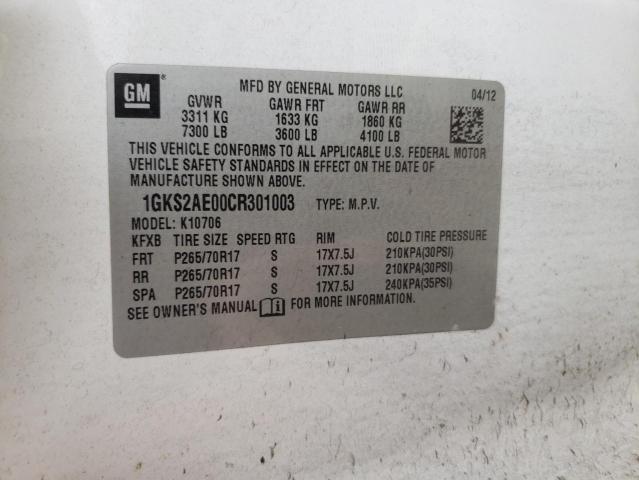 GM
MFD BY GENERAL MOTORS LLC 04/12
GVWR GAWR FRT GAWR RR
3311 KG 1633 KG 1860 KG
7300 LB 3600 LB 4100 LB
THIS VEHICLE CONFORMS TO ALL APPLICABLE U.S. FEDERAL MOTOR
VEHICLE SAFETY STANDARDS IN EFFECT ON THE DATE OF
MANUFACTURE SHOWN ABOVE.
1GKS2AE00CR301003 TYPE: M.P.V.
MODEL: K10706
KFXB TIRE SIZE SPEED RTG RIM COLD TIRE PRESSURE
FRT P265/70R17 S 17X7.5J 210KPA(30PSI)
RR P265/70R17 S 17X7.5J 210KPA(30PSI)
SPA P265/70R17 S 17X7.5J 240KPA(35PSI)
SEE OWNER'S MANUAL FOR MORE INFORMATION.